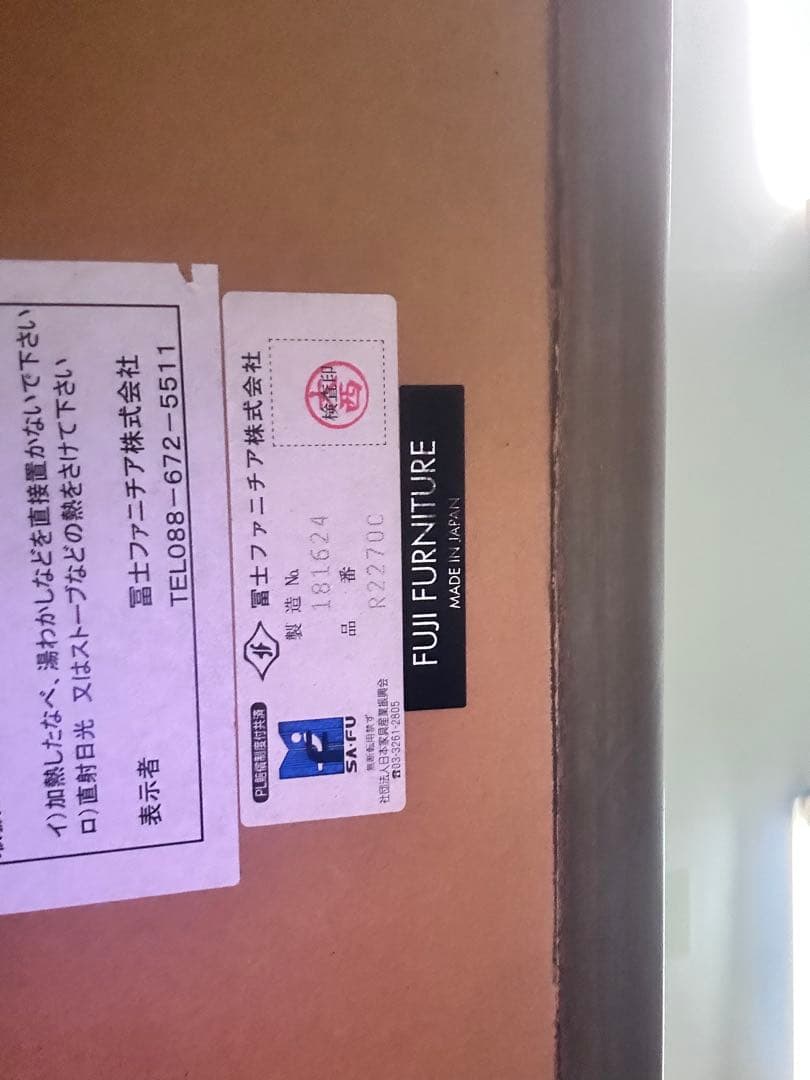 イ)加熱したなべ、湯わかしなどを直接置かないで下さい
ロ)直射日光 又はストーブなどの熱をさけて下さい
表示者 冨士ファニチア株式会社
TEL088-672-5511
冨士ファニチア株式会社
製造 No.
181624
品番
R2270C
検査印
PL賠償制度付共済
SA・FU
無断転用禁ず
社団法人日本家具産業振興会
☎03-3261-2805
FUJI FURNITURE
MADE IN JAPAN